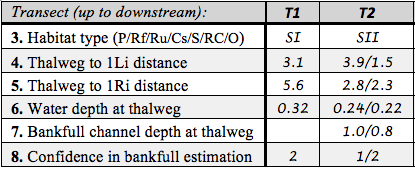 Transect (up to downstream): T1 T2
3. Habitat type (P/Rf/Ru/Cs/S/RC/O) SI SII
4. Thalweg to 1Li distance 3.1 3.9/1.5
5. Thalweg to 1Ri distance 5.6 2.8/2.3
6. Water depth at thalweg 0.32 0.24/0.22
7. Bankfull channel depth at thalweg 1.0/0.8
8. Confidence in bankfull estimation 2 1/2